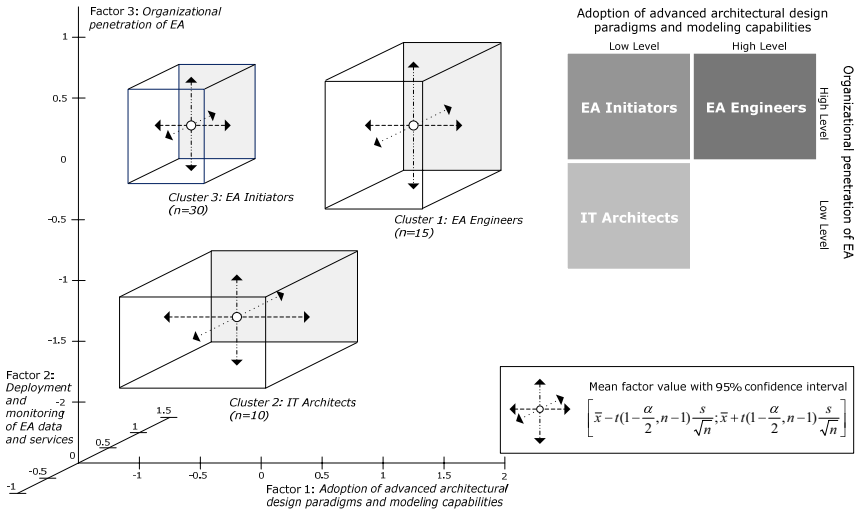 Factor 3: Organizational
penetration of EA
1
0.5
0
-0.5
-1
-1.5
-2
Cluster 3: EA Initiators
(n=30)
Cluster 1: EA Engineers
(n=15)
Cluster 2: IT Architects
(n=10)
Factor 2:
Deployment
and
monitoring
of EA data
and services
1.5
1
0.5
0
-0.5
-1
-1
-0.5
0
0.5
1
1.5
2
Factor 1: Adoption of advanced architectural
design paradigms and modeling capabilities
Adoption of advanced architectural design
paradigms and modeling capabilities
Low Level
High Level
EA Initiators
EA Engineers
IT Architects
High Level
Low Level
Organizational penetration of EA
Mean factor value with 95% confidence interval
[x̅ − t(1 − α/2, n − 1) s/√n; x̅ + t(1 − α/2, n − 1) s/√n]